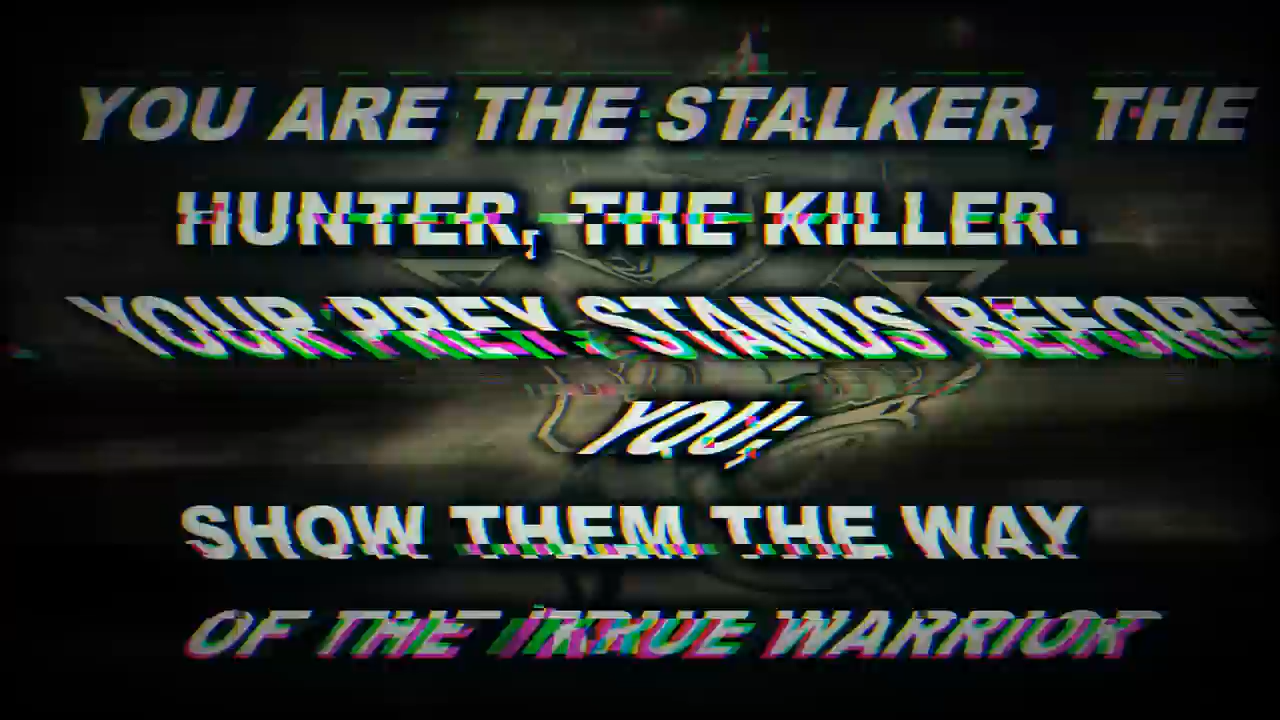 YOU ARE THE STALKER, THE
HUNTER, THE KILLER.
YOUR PREY STANDS BEFORE
YOU;
SHOW THEM THE WAY
OF THE TRUE WARRIOR